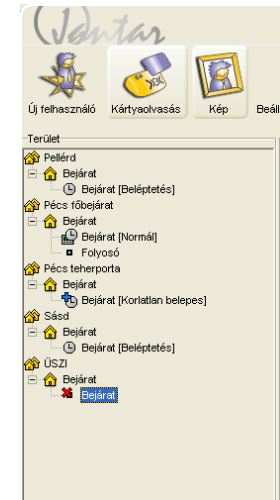 Jantar
Új felhasználó Kártyaolvasás Kép Beáll
Terület
Pellérd
Bejárat
Bejárat [Beléptetés]
Pécs főbejárat
Bejárat
Bejárat [Normál]
Folyosó
Pécs teherporta
Bejárat
Bejárat [Korlatlan belepes]
Sásd
Bejárat
Bejárat [Beléptetés]
ÜSZI
Bejárat
Bejárat